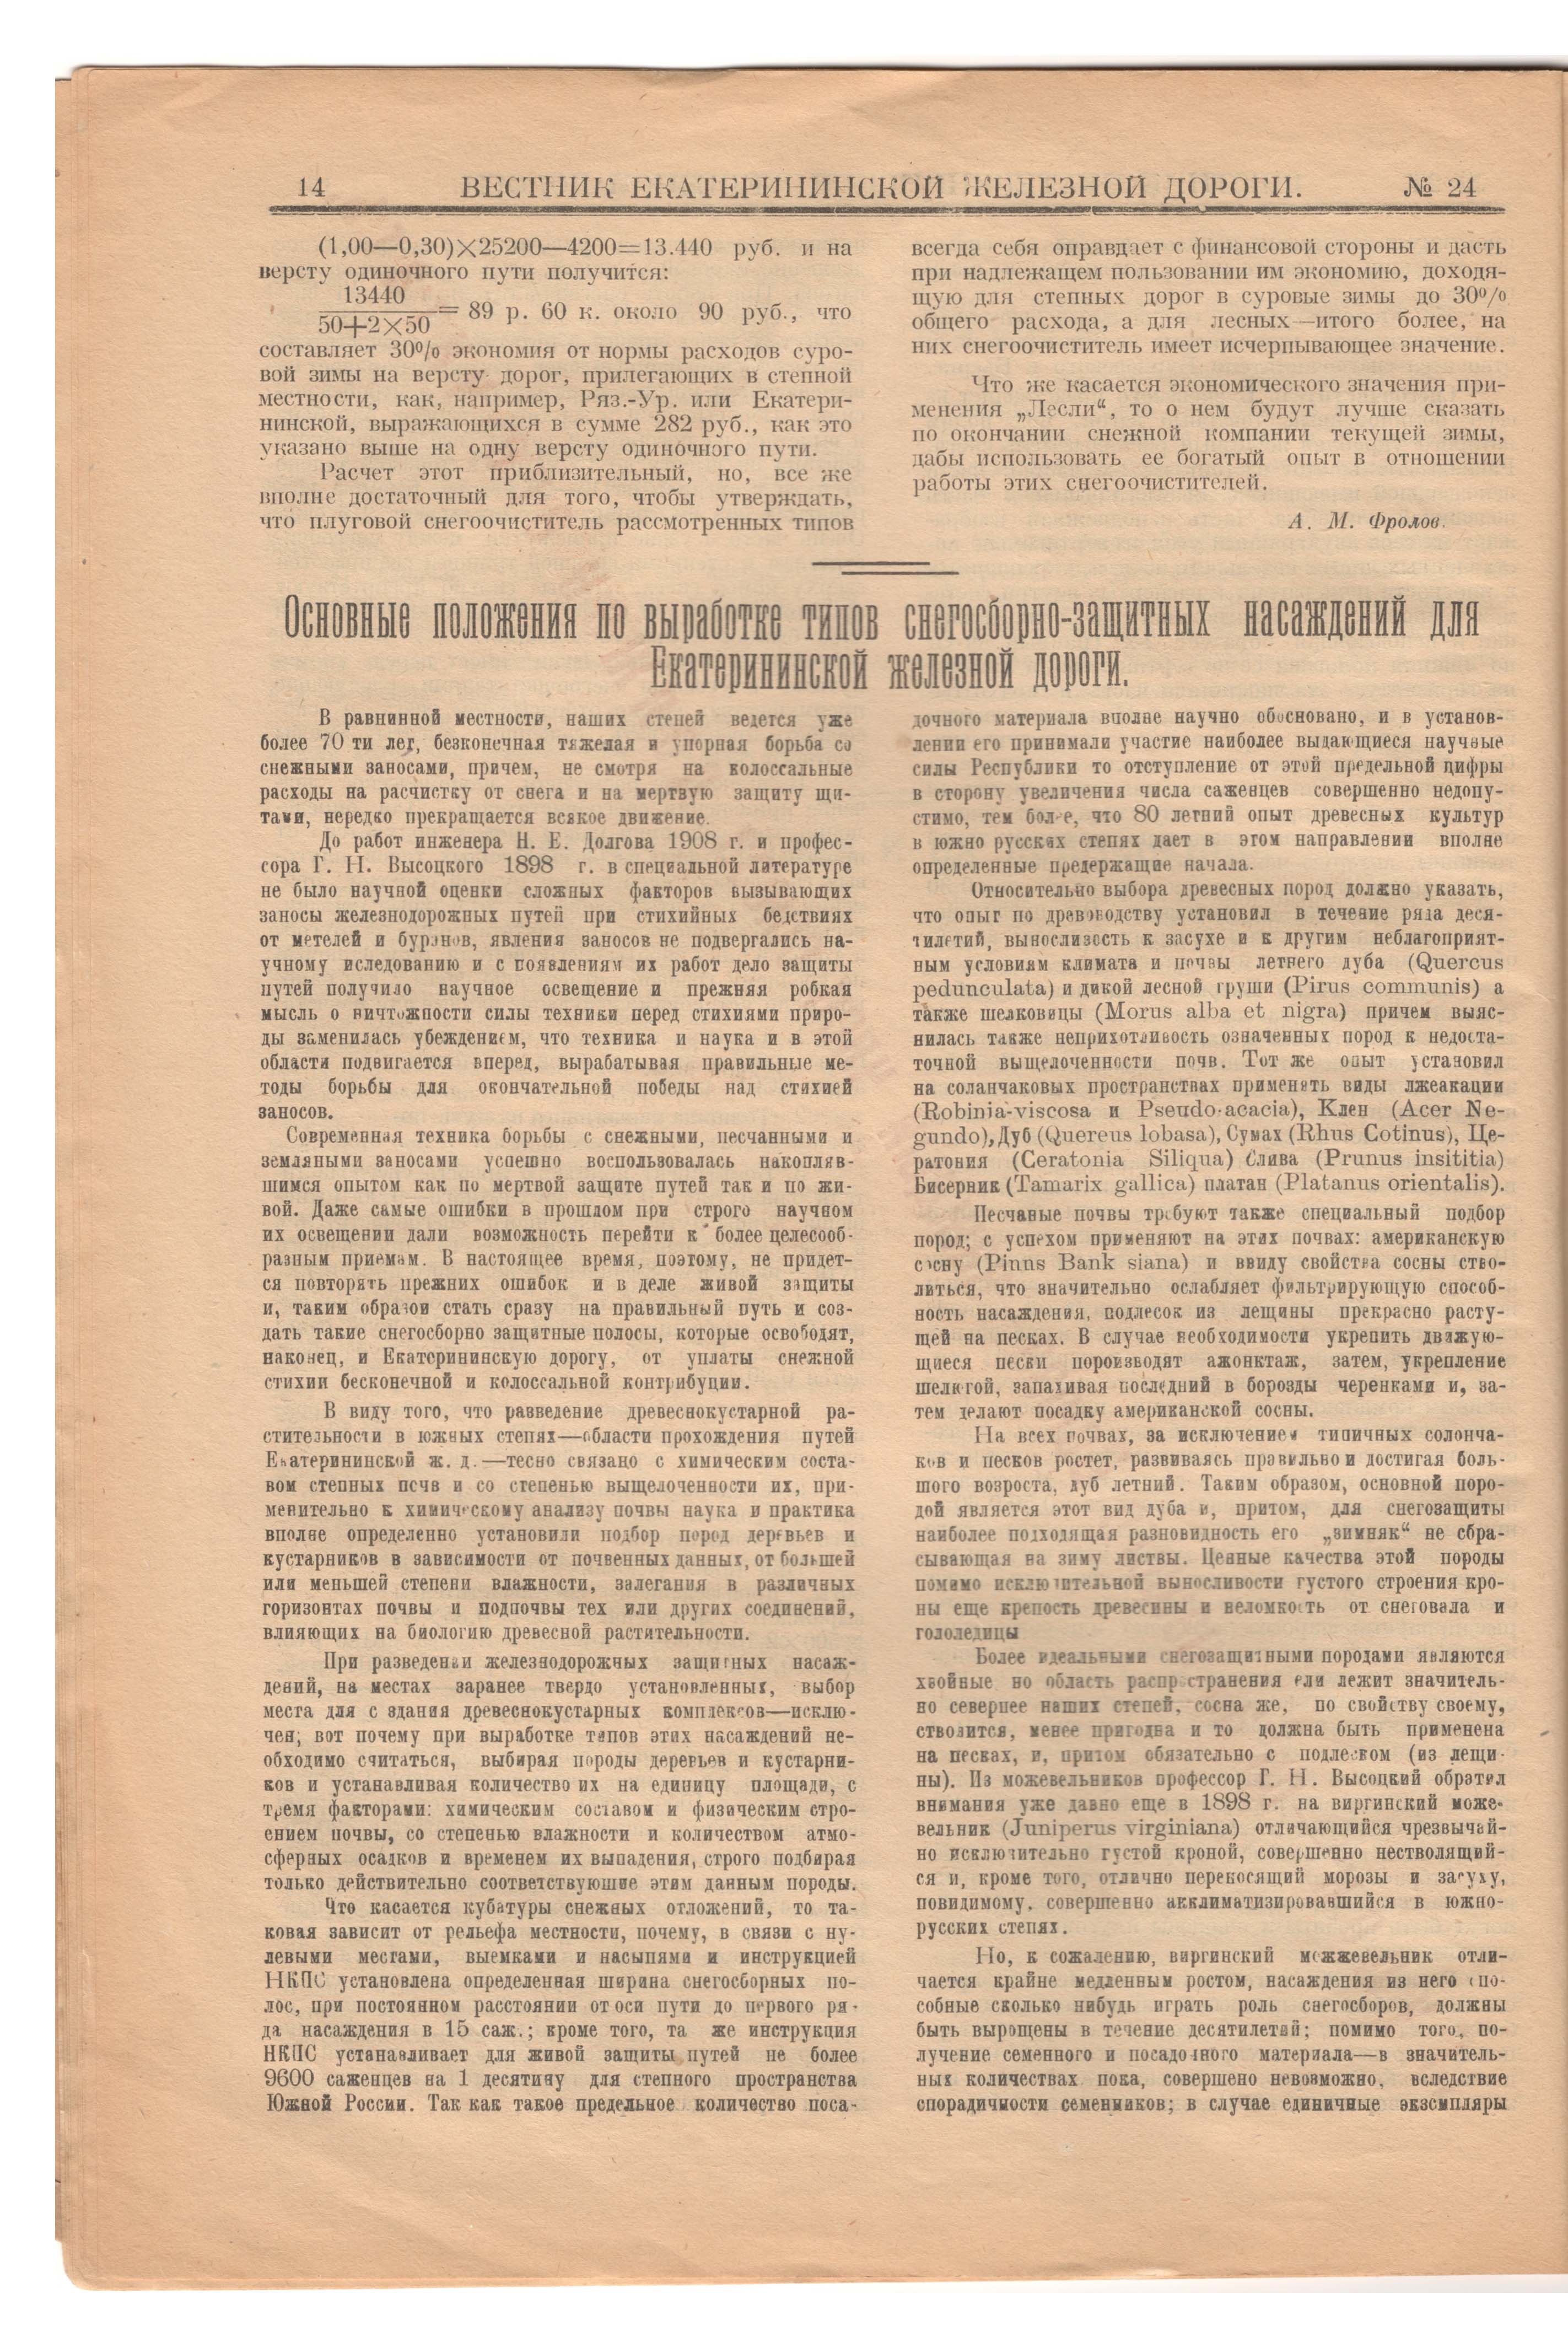 14 ВЕСТНИК ЕКАТЕРИНИНСКОЙ ЖЕЛЕЗНОЙ ДОРОГИ. № 24
(1,00—0,30)×25200—4200=13.440 руб. и на
версту одиночного пути получится:
13440
50+2×50
= 89 р. 60 к. около 90 руб., что
составляет 30% экономия от нормы расходов суро-
вой зимы на версту дорог, прилегающих в степной
местности, как, например, Ряз.-Ур. или Екатери-
нинской, выражающихся в сумме 282 руб., как это
указано выше на одну версту одиночного пути.
Расчет этот приблизительный, но, все же
вполне достаточный для того, чтобы утверждать,
что плуговой снегоочиститель рассмотренных типов
всегда себя оправдает с финансовой стороны и дасть
при надлежащем пользовании им экономию, доходя-
щую для степных дорог в суровые зимы до 30%
общего расхода, а для лесных—итого более, на
них снегоочиститель имеет исчерпывающее значение.
Что же касается экономического значения при-
менения „Лесли“, то о нем будут лучше сказать
по окончании снежной компании текущей зимы,
дабы использовать ее богатый опыт в отношении
работы этих снегоочистителей.
А. М. Фролов.
Основные положения по выработке типов снегосборно-защитных насаждений для
Екатерининской железной дороги.
В равнинной местности, наших степей ведется уже
более 70 ти лет, безконечная тяжелая и упорная борьба со
снежными заносами, причем, не смотря на колоссальные
расходы на расчистку от снега и на мертвую защиту щи-
тами, нередко прекращается всякое движение.
До работ инженера Н. Е. Долгова 1908 г. и профес-
сора Г. Н. Высоцкого 1898 г. в специальной литературе
не было научной оценки сложных факторов вызывающих
заносы железнодорожных путей при стихийных бедствиях
от метелей и буранов, явления заносов не подвергались на-
учному иследованию и с появлениям их работ дело защиты
путей получило научное освещение и прежняя робкая
мысль о ничтожности силы техники перед стихиями приро-
ды заменилась убеждением, что техника и наука и в этой
области подвигается вперед, вырабатывая правильные ме-
тоды борьбы для окончательной победы над стихией
заносов.
Современная техника борьбы с снежными, песчанными и
земляными заносами успешно воспользовалась накопляв-
шимся опытом как по мертвой защите путей так и по жи-
вой. Даже самые ошибки в прошлом при строго научном
их освещении дали возможность перейти к более целесооб-
разным приемам. В настоящее время, поэтому, не придет-
ся повторять прежних ошибок и в деле живой защиты
и, таким образои стать сразу на правильный путь и соз-
дать такие снегосборно защитные полосы, которые освободят,
наконец, и Екатерининскую дорогу, от уплаты снежной
стихии бесконечной и колоссальной контрибуции.
В виду того, что разведение древеснокустарной ра-
стительности в южных степях—области прохождения путей
Екатерининской ж. д.—тесно связано с химическим соста-
вом степных почв и со степенью выщелоченности их, при-
менительно к химическому анализу почвы наука и практика
вполне определенно установили подбор пород деревьев и
кустарников в зависимости от почвенных данных, от большей
или меньшей степени влажности, залегания в различных
горизонтах почвы и подпочвы тех или других соединений,
влияющих на биологию древесной растительности.
При разведении железнодорожных защитных насаж-
дений, на местах заранее твердо установленных, выбор
места для с здания древеснокустарных комплексов—исклю-
чен; вот почему при выработке типов этих насаждений не-
обходимо считаться, выбирая породы деревьев и кустарни-
ков и устанавливая количество их на единицу площади, с
тремя факторами: химическим составом и физическим стро-
ением почвы, со степенью влажности и количеством атмо-
сферных осадков и временем их выпадения, строго подбирая
только действительно соответствующие этим данным породы.
Что касается кубатуры снежных отложений, то та-
ковая зависит от рельефа местности, почему, в связи с ну-
левыми местами, выемками и насыпями и инструкцией
НКПС установлена определенная ширина снегосборных по-
лос, при постоянном расстоянии от оси пути до первого ря-
да насаждения в 15 саж.; кроме того, та же инструкция
НКПС устанавливает для живой защиты путей не более
9600 саженцев на 1 десятину для степного пространства
Южной России. Так как такое предельное количество поса-
дочного материала вполне научно обосновано, и в установ-
лении его принимали участие наиболее выдающиеся научные
силы Республики то отступление от этой предельной цифры
в сторону увеличения числа саженцев совершенно недопу-
стимо, тем более, что 80 летний опыт древесных культур
в южно русских степях дает в этом направлении вполне
определенные предержащие начала.
Относительно выбора древесных пород должно указать,
что опыт по древоводству установил в течение ряда деся-
тилетий, выносливость к засухе и к другим неблагоприят-
ным условиям климата и почвы летнего дуба (Quercus
pedunculata) и дикой лесной груши (Pirus communis) а
также шелковицы (Morus alba et nigra) причем выяс-
нилась также неприхотливость означенных пород к недоста-
точной выщелоченности почв. Тот же опыт установил
на соланчаковых пространствах применять виды лжеакации
(Robinia-viscosa и Pseudo-acacia), Клен (Acer Ne-
gundo), Дуб (Quereus lobasa), Сумах (Rhus Cotinus), Це-
ратония (Ceratonia Siliqua) Слива (Prunus insititia)
Бисерник (Tamarix gallica) платан (Platanus orientalis).
Песчаные почвы требуют также специальный подбор
пород; с успехом применяют на этих почвах: американскую
сосну (Pinns Bank siana) и ввиду свойства сосны ство-
литься, что значительно ослабляет фильтрирующую способ-
ность насаждения, подлесок из лещины прекрасно расту-
щей на песках. В случае необходимости укрепить движую-
щиеся пески пороизводят ажонктаж, затем, укрепление
шелюгой, запахивая последний в борозды черенками и, за-
тем делают посадку американской сосны.
На всех почвах, за исключением типичных солонча-
ков и песков ростет, развиваясь правильно и достигая боль-
шого возроста, дуб летний. Таким образом, основной поро-
дой является этот вид дуба и, притом, для снегозащиты
наиболее подходящая разновидность его „зимняк“ не сбра-
сывающая на зиму листвы. Ценные качества этой породы
помимо исключительной выносливости густого строения кро-
ны еще крепость древесины и неломкость от снеговала и
гололедицы
Более идеальными снегозащитными породами являются
хвойные но область распр странения ели лежит значитель-
но севернее наших степей, сосна же, по свойству своему,
стволится, менее пригодна и то должна быть применена
на песках, и, притом обязательно с подлеском (из лещи-
ны). Из можевельников профессор Г. Н. Высоцкий обратил
внимания уже давно еще в 1898 г. на виргинский може-
вельник (Juniperus virginiana) отличающийся чрезвычай-
но исключительно густой кроной, совершенно нестволящий-
ся и, кроме того, отлично переносящий морозы и засуху,
повидимому, совершенно акклиматизировавшийся в южно-
русских степях.
Но, к сожалению, виргинский можжевельник отли-
чается крайне медленным ростом, насаждения из него спо-
собные сколько нибудь играть роль снегосборов, должны
быть вырощены в течение десятилетий; помимо того, по-
лучение семенного и посадочного материала—в значитель-
ных количествах пока, совершено невозможно, вследствие
спорадичности семенников; в случае единичные экземпляры